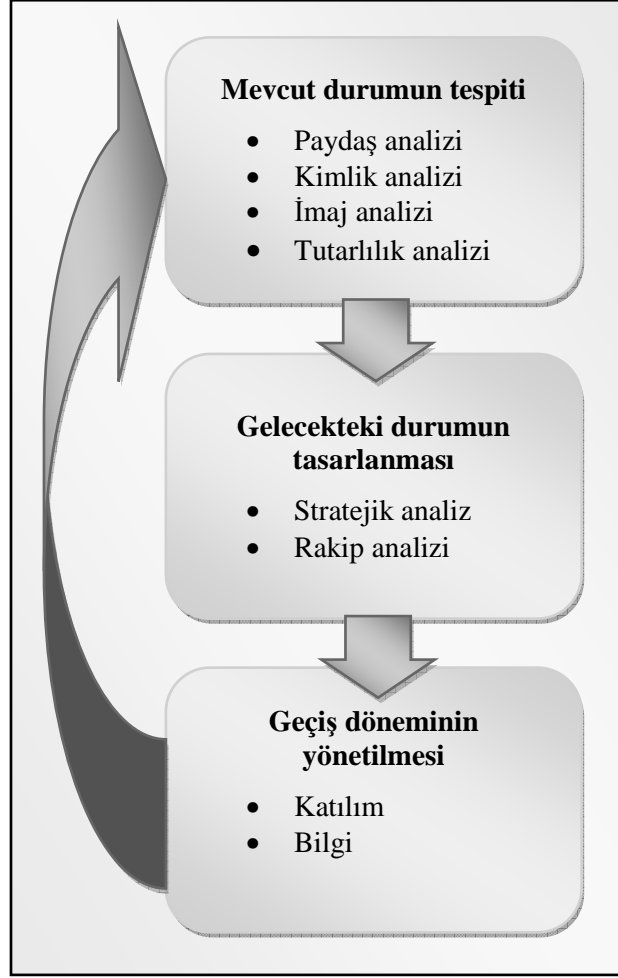 Mevcut durumun tespiti
• Paydaş analizi
• Kimlik analizi
• İmaj analizi
• Tutarlılık analizi
Gelecekteki durumun
tasarlanması
• Stratejik analiz
• Rakip analizi
Geçiş döneminin
yönetilmesi
• Katılım
• Bilgi